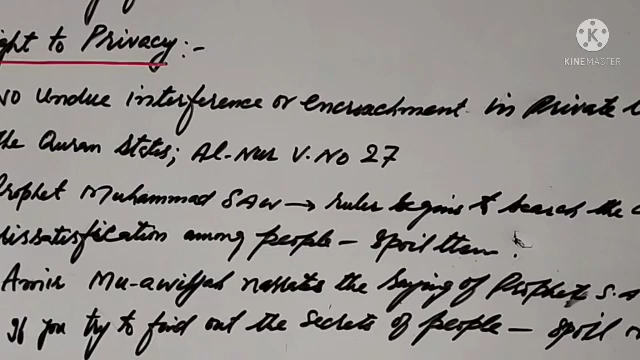 ight to Privacy:-
KINEMASTER
No undue interference or encroachment in Private
the Quran States; Al-Nur V.No 27
Prophet Muhammad SAW → ruler begins to search the
dissatisfication among people - Spoil them.
Amir Mu-awiyyah narrates the Saying of Prophet S.A
If you try to find out the Secrets of people - Spoil